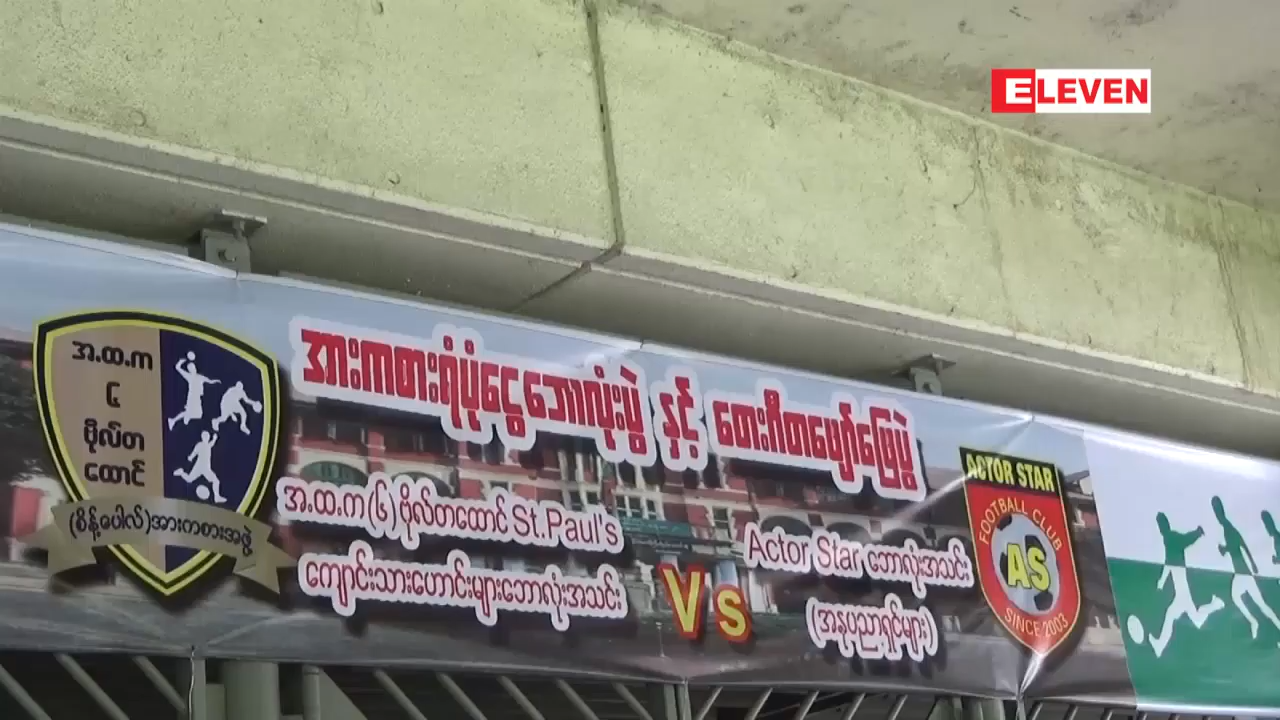 ELEVEN
အားကစားရံပုံငွေဘောလုံးပွဲ နှင့် တေးဂီတဖျော်ဖြေပွဲ
အ.ထ.က
၄
ဗိုလ်တ
ထောင်
(စိန့်ပေါလ်)အားကစားအဖွဲ့
အ.ထ.က(၆)ဗိုလ်တထောင် St.Paul's
ကျောင်းသားဟောင်းများဘောလုံးအသင်း
Vs
Actor Star ဘောလုံးအသင်း
(အနုပညာရှင်များ)
ACTOR STAR
FOOTBALL CLUB
AS
SINCE 2003